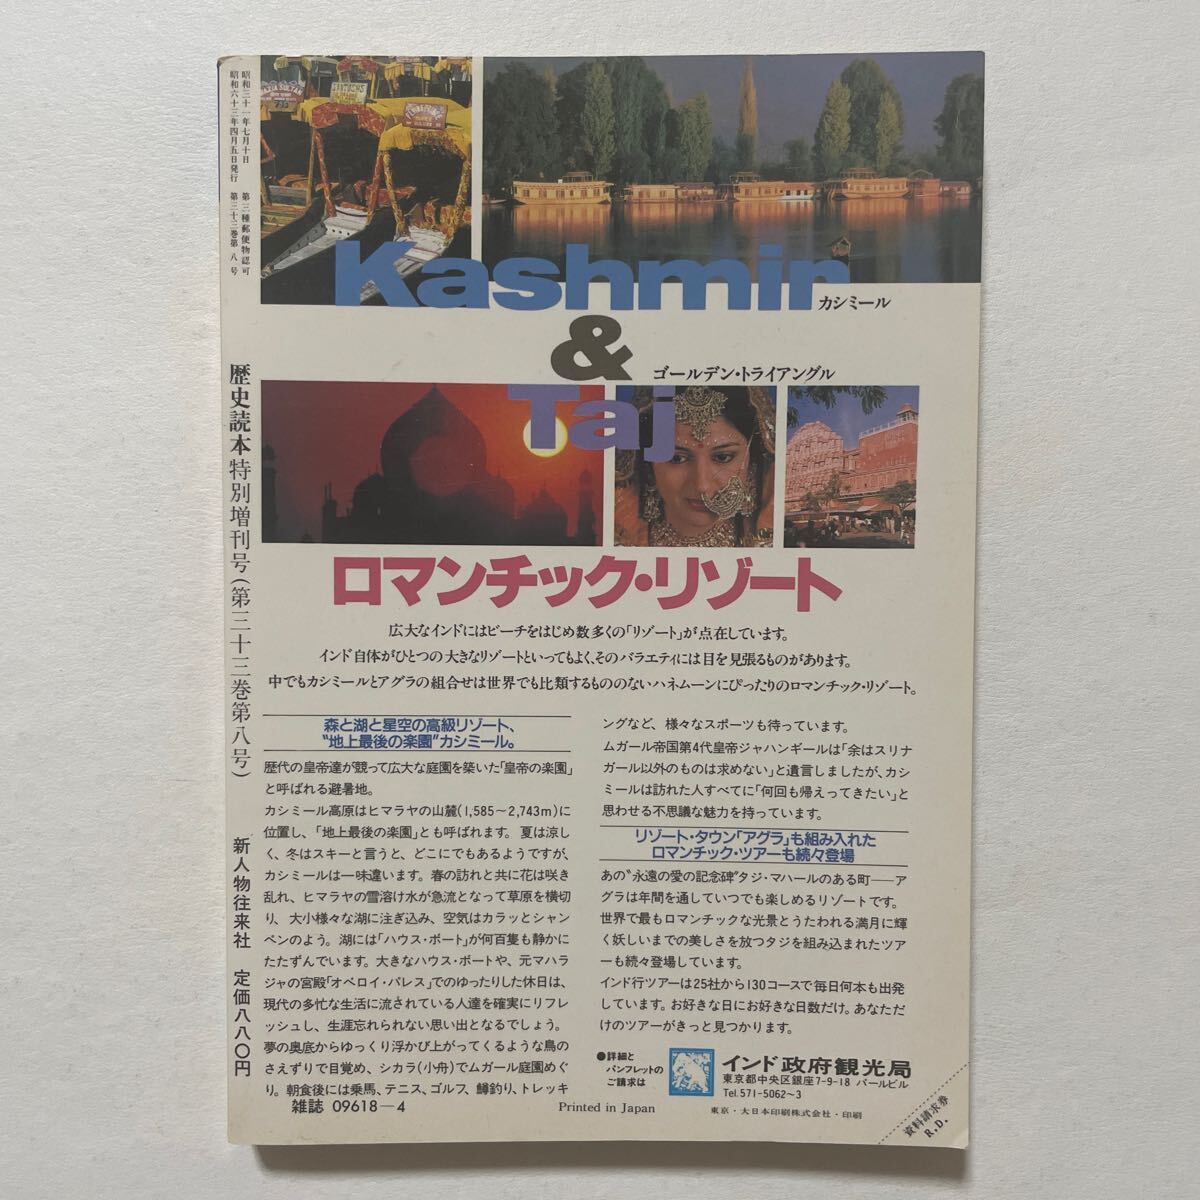 昭和三十一年七月十日 第三種郵便物認可
昭和六十三年四月五日発行 第三十三巻第八号
歴史読本特別増刊号(第三十三巻第八号) 新人物往来社 定価八八〇円
Kashmir
カシミール
&
ゴールデン・トライアングル
Taj
ロマンチック・リゾート
広大なインドにはビーチをはじめ数多くの「リゾート」が点在しています。
インド自体がひとつの大きなリゾートといってもよく、そのバラエティには目を見張るものがあります。
中でもカシミールとアグラの組合せは世界でも比類するもののないハネムーンにぴったりのロマンチック・リゾート。
森と湖と星空の高級リゾート、
“地上最後の楽園”カシミール。
歴代の皇帝達が競って広大な庭園を築いた「皇帝の楽園」
と呼ばれる避暑地。
カシミール高原はヒマラヤの山麓(1,585〜2,743m)に
位置し、「地上最後の楽園」とも呼ばれます。夏は涼し
く、冬はスキーと言うと、どこにでもあるようですが、
カシミールは一味違います。春の訪れと共に花は咲き
乱れ、ヒマラヤの雪溶け水が急流となって草原を横切
り、大小様々な湖に注ぎ込み、空気はカラッとシャン
ペンのよう。湖には「ハウス・ボート」が何百隻も静かに
たたずんでいます。大きなハウス・ボートや、元マハラ
ジャの宮殿「オベロイ・パレス」でのゆったりした休日は、
現代の多忙な生活に流されている人達を確実にリフレ
ッシュし、生涯忘れられない思い出となるでしょう。
夢の奥底からゆっくり浮かび上がってくるような鳥の
さえずりで目覚め、シカラ(小舟)でムガール庭園めぐ
り。朝食後には乗馬、テニス、ゴルフ、鱒釣り、トレッキ
ングなど、様々なスポーツも待っています。
ムガール帝国第4代皇帝ジャハンギールは「余はスリナ
ガール以外のものは求めない」と遺言しましたが、カシ
ミールは訪れた人すべてに「何回も帰えってきたい」と
思わせる不思議な魅力を持っています。
リゾート・タウン「アグラ」も組み入れた
ロマンチック・ツアーも続々登場
あの“永遠の愛の記念碑”タジ・マハールのある町――ア
グラは年間を通していつでも楽しめるリゾートです。
世界で最もロマンチックな光景とうたわれる満月に輝
く妖しいまでの美しさを放つタジを組み込まれたツア
ーも続々登場しています。
インド行ツアーは25社から130コースで毎日何本も出発
しています。お好きな日にお好きな日数だけ。あなただ
けのツアーがきっと見つかります。
●詳細と
パンフレットの
ご請求は
インド政府観光局
東京都中央区銀座7-9-18 パールビル
Tel.571-5062〜3
雑誌 09618-4
Printed in Japan
東京・大日本印刷株式会社・印刷
資料請求券
R.D.